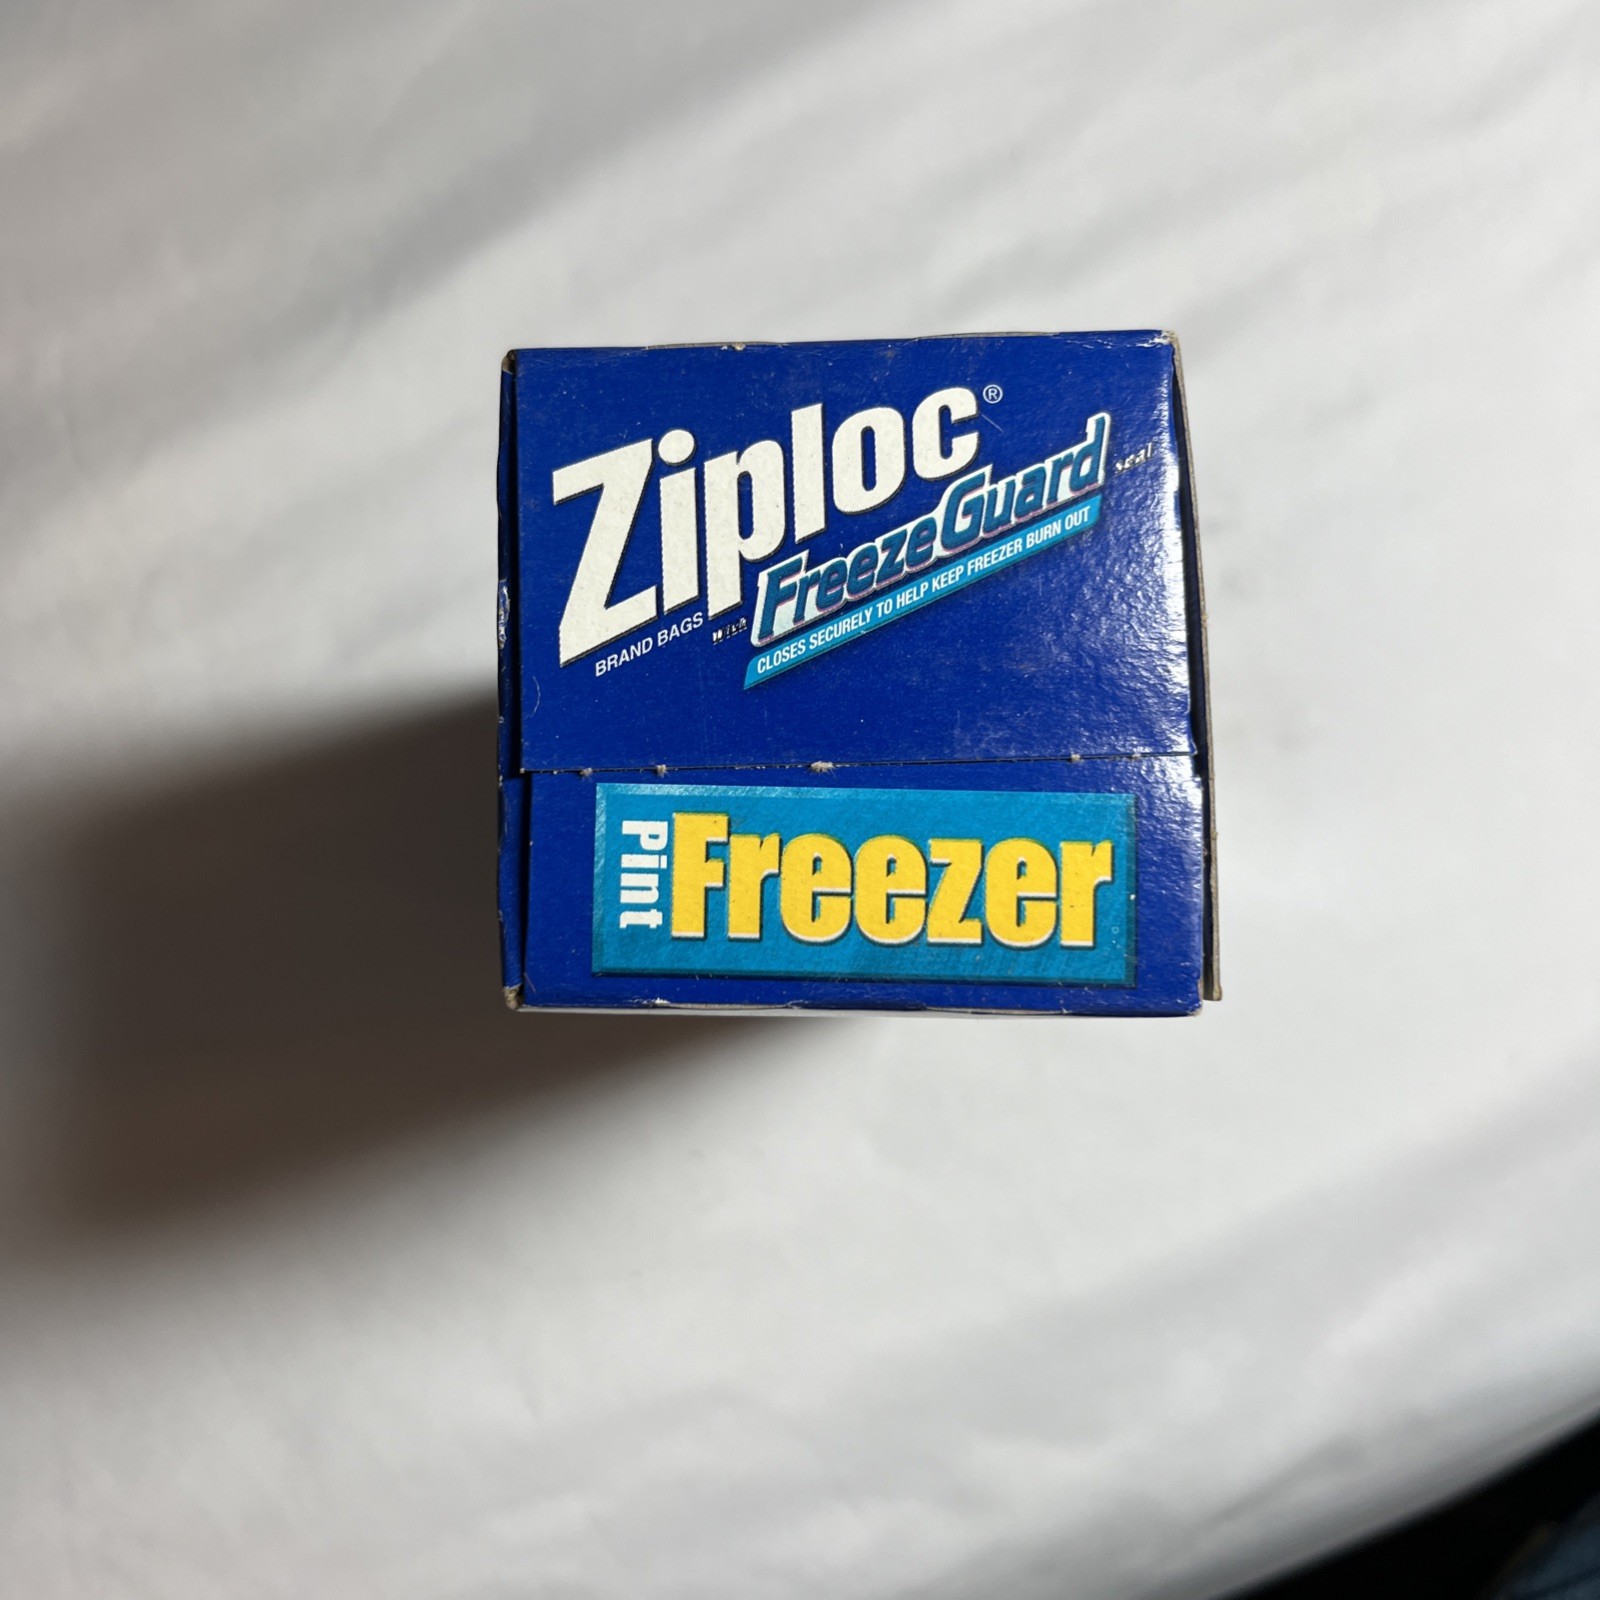 Ziploc®
BRAND BAGS with FreezeGuard seal
CLOSES SECURELY TO HELP KEEP FREEZER BURN OUT
Pint Freezer